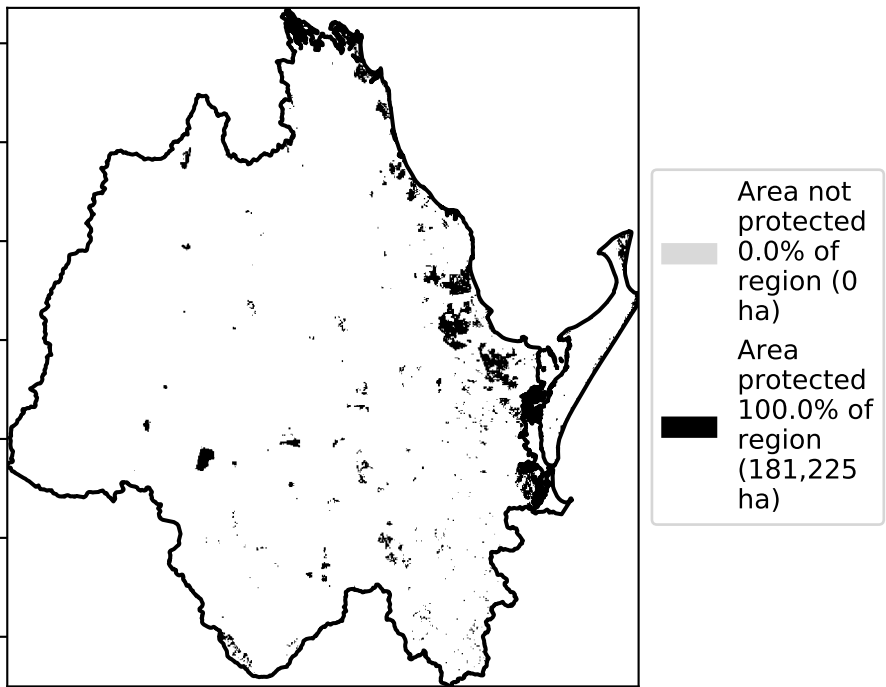 Area not
protected
0.0% of
region (0
ha)
Area
protected
100.0% of
region
(181,225
ha)